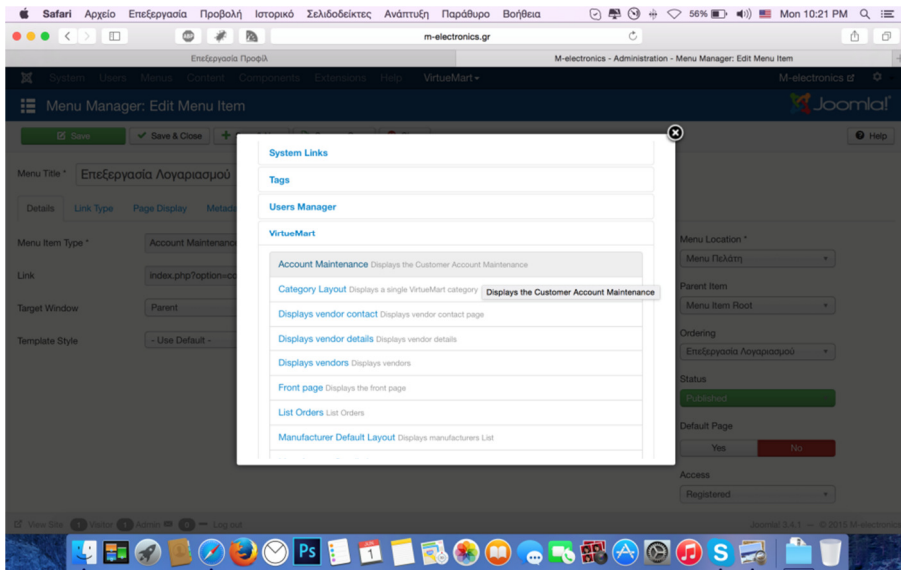 Safari Αρχείο Επεξεργασία Προβολή Ιστορικό Σελιδοδείκτες Ανάπτυξη Παράθυρο Βοήθεια 56% Mon 10:21 PM
m-electronics.gr
Επεξεργασία Προφίλ M-electronics - Administration - Menu Manager: Edit Menu Item
System Users Menus Content Components Extensions Help VirtueMart M-electronics
Menu Manager: Edit Menu Item Joomla!
Save Save & Close Help
Menu Title * Επεξεργασία Λογαριασμού
Details Link Type Page Display
Menu Item Type * Account Maintenance
Link index.php?option=co
Target Window Parent
Template Style - Use Default -
System Links
Tags
Users Manager
VirtueMart
Account Maintenance Displays the Customer Account Maintenance
Category Layout Displays a single VirtueMart category
Displays the Customer Account Maintenance
Displays vendor contact Displays vendor contact page
Displays vendor details Displays vendor details
Displays vendors Displays vendors
Front page Displays the front page
List Orders List Orders
Manufacturer Default Layout Displays manufacturers List
Menu Location *
Menu Πελάτη
Parent Item
Menu Item Root
Ordering
Επεξεργασία Λογαριασμού
Status
Published
Default Page
Yes No
Access
Registered
View Site 1 Visitor 1 Admin 0 Log out Joomla! 3.4.1 — © 2015 M-electronics
Ps 1 S